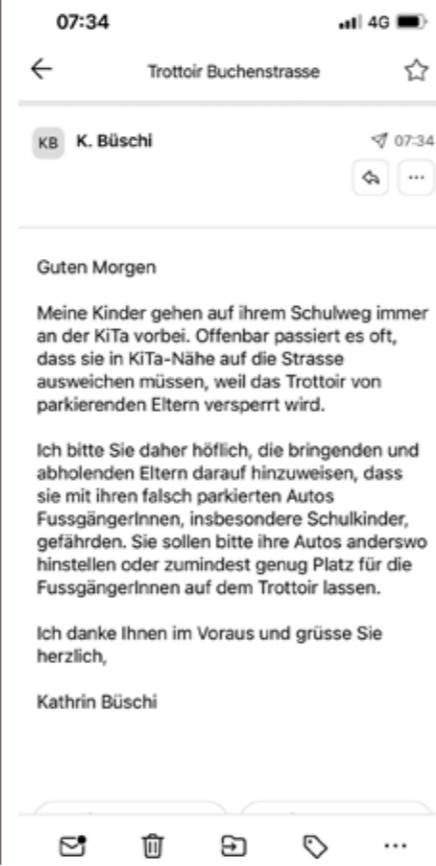 07:34
4G
Trottoir Buchenstrasse
KB K. Büschi
07:34
Guten Morgen
Meine Kinder gehen auf ihrem Schulweg immer
an der KiTa vorbei. Offenbar passiert es oft,
dass sie in KiTa-Nähe auf die Strasse
ausweichen müssen, weil das Trottoir von
parkierenden Eltern versperrt wird.
Ich bitte Sie daher höflich, die bringenden und
abholenden Eltern darauf hinzuweisen, dass
sie mit ihren falsch parkierten Autos
FussgängerInnen, insbesondere Schulkinder,
gefährden. Sie sollen bitte ihre Autos anderswo
hinstellen oder zumindest genug Platz für die
FussgängerInnen auf dem Trottoir lassen.
Ich danke Ihnen im Voraus und grüsse Sie
herzlich,
Kathrin Büschi